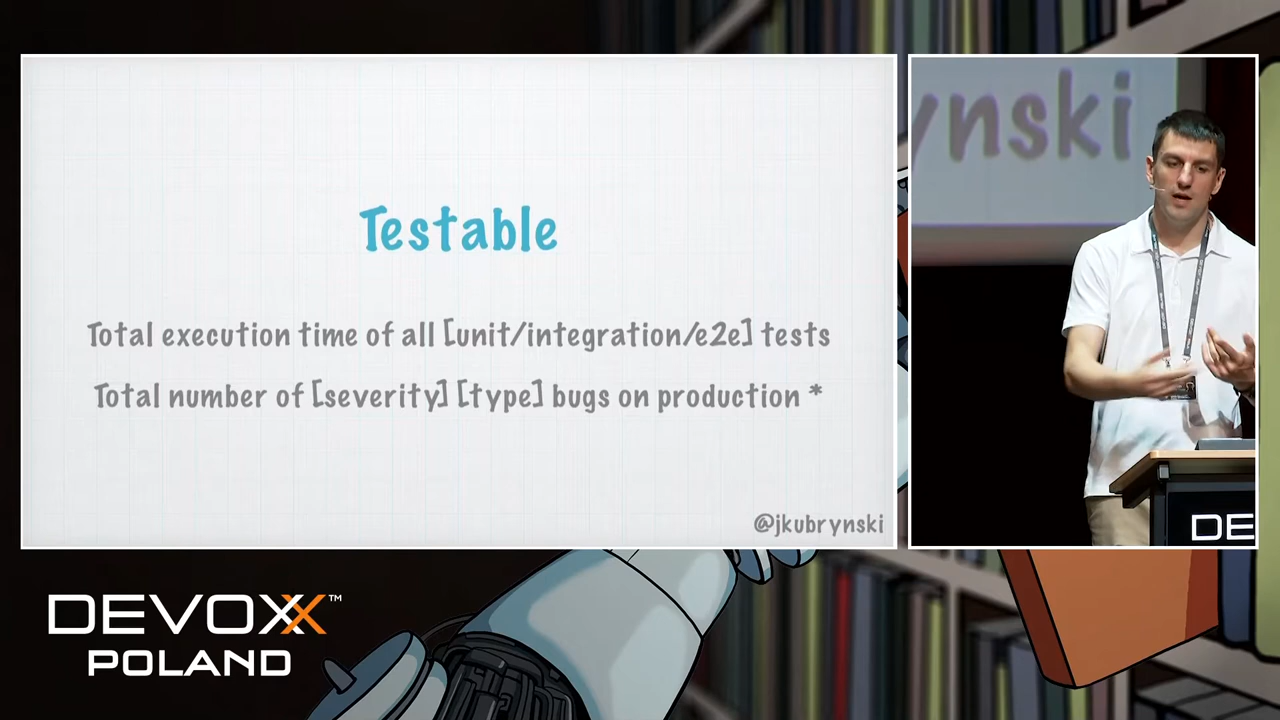 Testable
Total execution time of all [unit/integration/e2e] tests
Total number of [severity] [type] bugs on production *
@jkubrynski
ynski
DE
DEVOXX™
POLAND